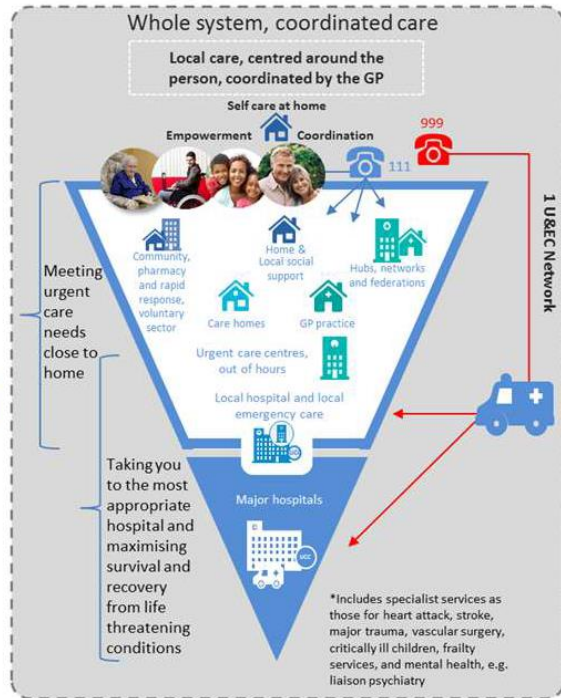 Whole system, coordinated care
Local care, centred around the
person, coordinated by the GP
Self care at home
Empowerment
Coordination
999
111
1 U&EC Network
Meeting
urgent
care
needs
close to
home
Community,
pharmacy
and rapid
response,
voluntary
sector
Home &
Local social
support
Hubs, networks
and federations
Care homes
GP practice
Urgent care centres,
out of hours
Local hospital and local
emergency care
UCC
Taking you
to the most
appropriate
hospital and
maximising
survival and
recovery
from life
threatening
conditions
Major hospitals
UCC
*Includes specialist services as
those for heart attack, stroke,
major trauma, vascular surgery,
critically ill children, frailty
services, and mental health, e.g.
liaison psychiatry